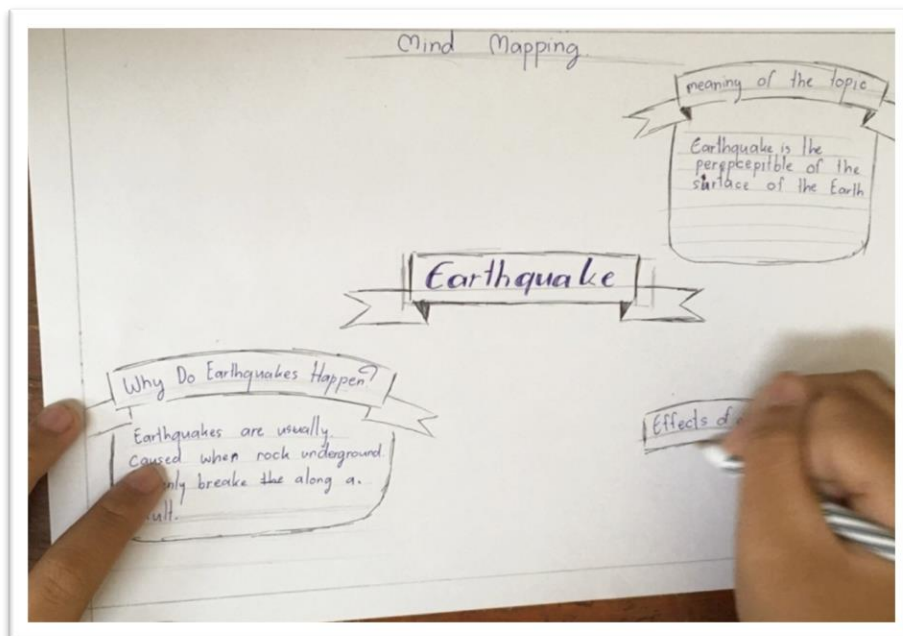 Mind Mapping.
meaning of the topic
Earthquake is the
perepcepitble of the
surface of the Earth
Earthquake
Why Do Earthquakes Happen?
Earthquakes are usually
caused when rock underground
breake the along a.
Effects of